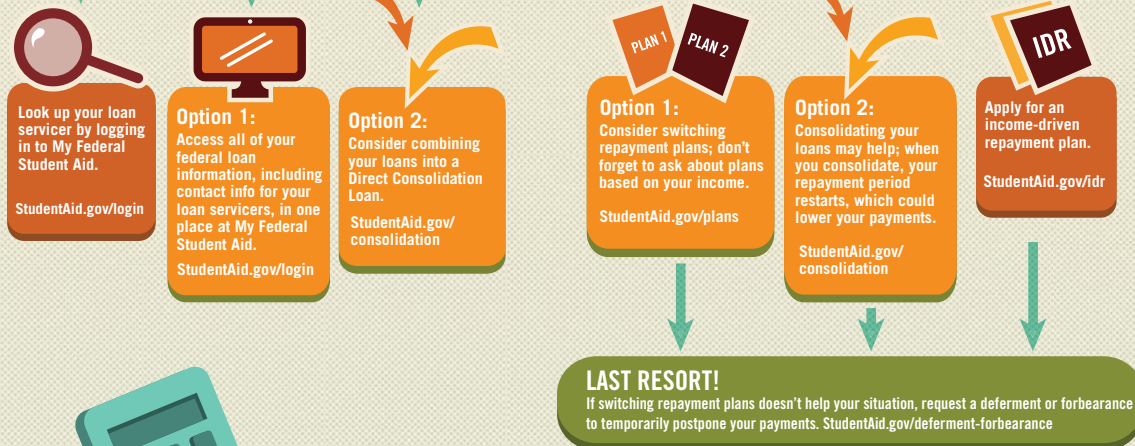 Look up your loan
servicer by logging
in to My Federal
Student Aid.
StudentAid.gov/login
Option 1:
Access all of your
federal loan
information, including
contact info for your
loan servicers, in one
place at My Federal
Student Aid.
StudentAid.gov/login
Option 2:
Consider combining
your loans into a
Direct Consolidation
Loan.
StudentAid.gov/
consolidation
PLAN 1
PLAN 2
Option 1:
Consider switching
repayment plans; don't
forget to ask about plans
based on your income.
StudentAid.gov/plans
Option 2:
Consolidating your
loans may help; when
you consolidate, your
repayment period
restarts, which could
lower your payments.
StudentAid.gov/
consolidation
IDR
Apply for an
income-driven
repayment plan.
StudentAid.gov/idr
LAST RESORT!
If switching repayment plans doesn't help your situation, request a deferment or forbearance
to temporarily postpone your payments. StudentAid.gov/deferment-forbearance